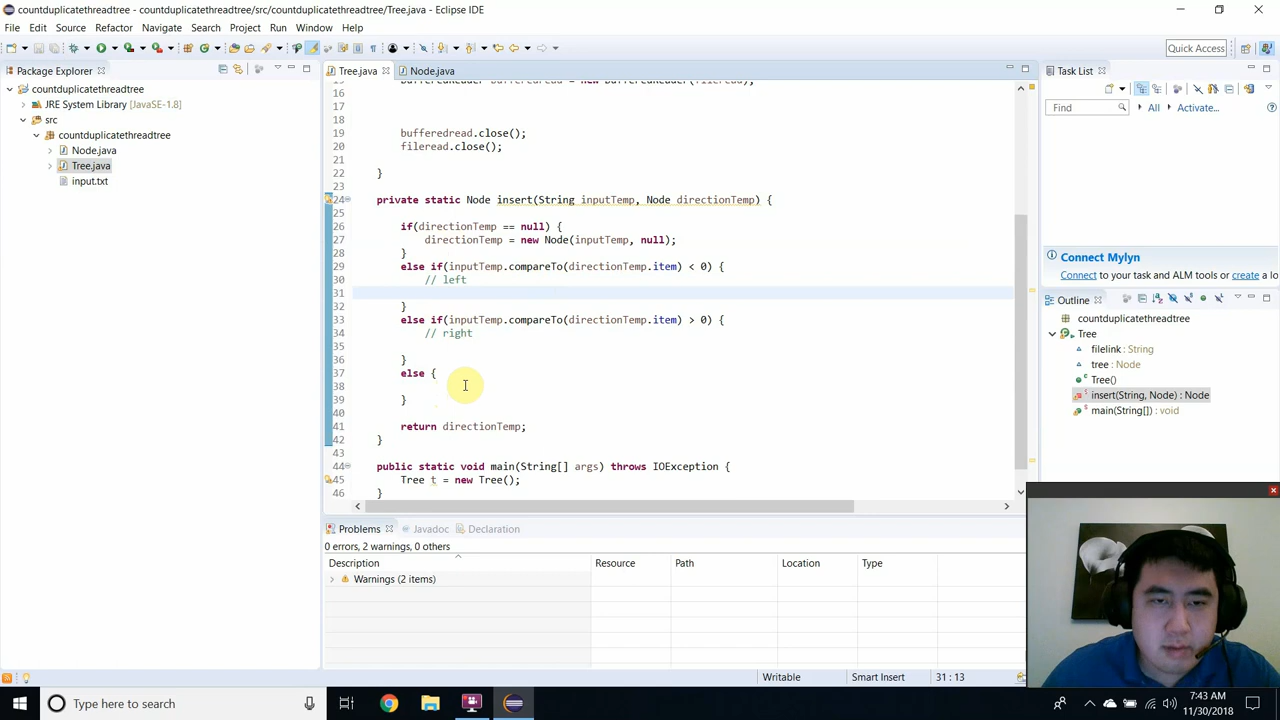 countduplicatethreadtree - countduplicatethreadtree/src/countduplicatethreadtree/Tree.java - Eclipse IDE
File Edit Source Refactor Navigate Search Project Run Window Help
Quick Access
Package Explorer
countduplicatethreadtree
JRE System Library [JavaSE-1.8]
src
countduplicatethreadtree
Node.java
Tree.java
input.txt
Tree.java
Node.java
16
17
18
19 bufferedread.close();
20 fileread.close();
21
22 }
23
24 private static Node insert(String inputTemp, Node directionTemp) {
25
26 if(directionTemp == null) {
27 directionTemp = new Node(inputTemp, null);
28 }
29 else if(inputTemp.compareTo(directionTemp.item) < 0) {
30 // left
31
32 }
33 else if(inputTemp.compareTo(directionTemp.item) > 0) {
34 // right
35
36 }
37 else {
38
39 }
40
41 return directionTemp;
42 }
43
44 public static void main(String[] args) throws IOException {
45 Tree t = new Tree();
46 }
Problems Javadoc Declaration
0 errors, 2 warnings, 0 others
Description Resource Path Location Type
Warnings (2 items)
Task List
Find All Activate...
Connect Mylyn
Connect to your task and ALM tools or create a lo
Outline
countduplicatethreadtree
Tree
filelink : String
tree : Node
Tree()
insert(String, Node) : Node
main(String[]) : void
Writable Smart Insert 31 : 13
Type here to search
7:43 AM
11/30/2018